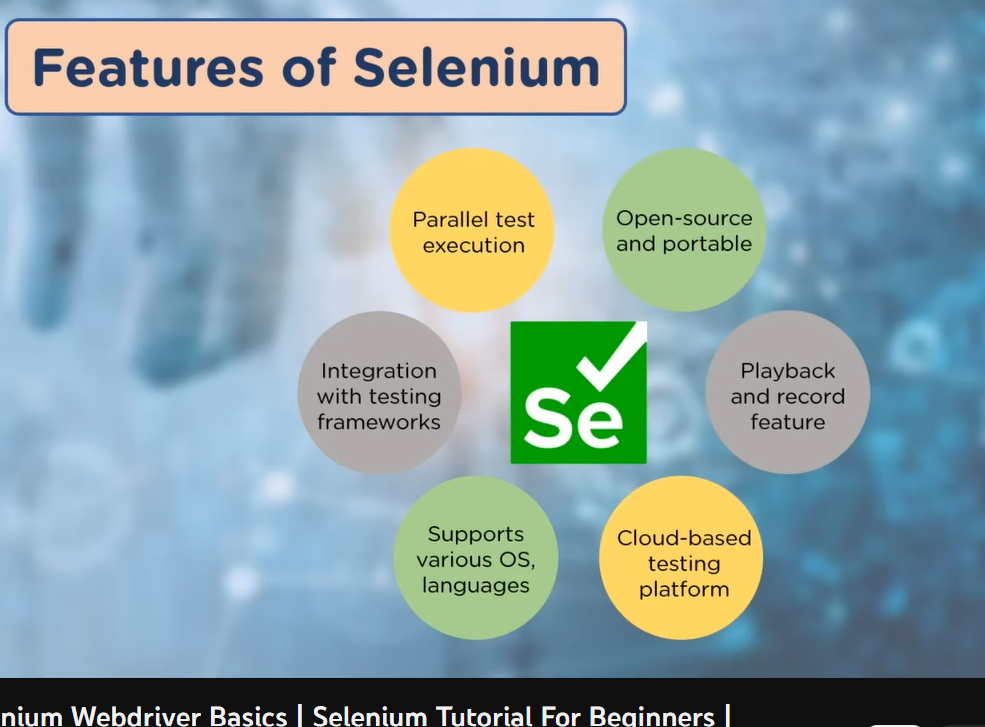 Features of Selenium
Parallel test
execution
Open-source
and portable
Integration
with testing
frameworks
Se
Playback
and record
feature
Supports
various OS,
languages
Cloud-based
testing
platform
nium Webdriver Basics | Selenium Tutorial For Beginners |